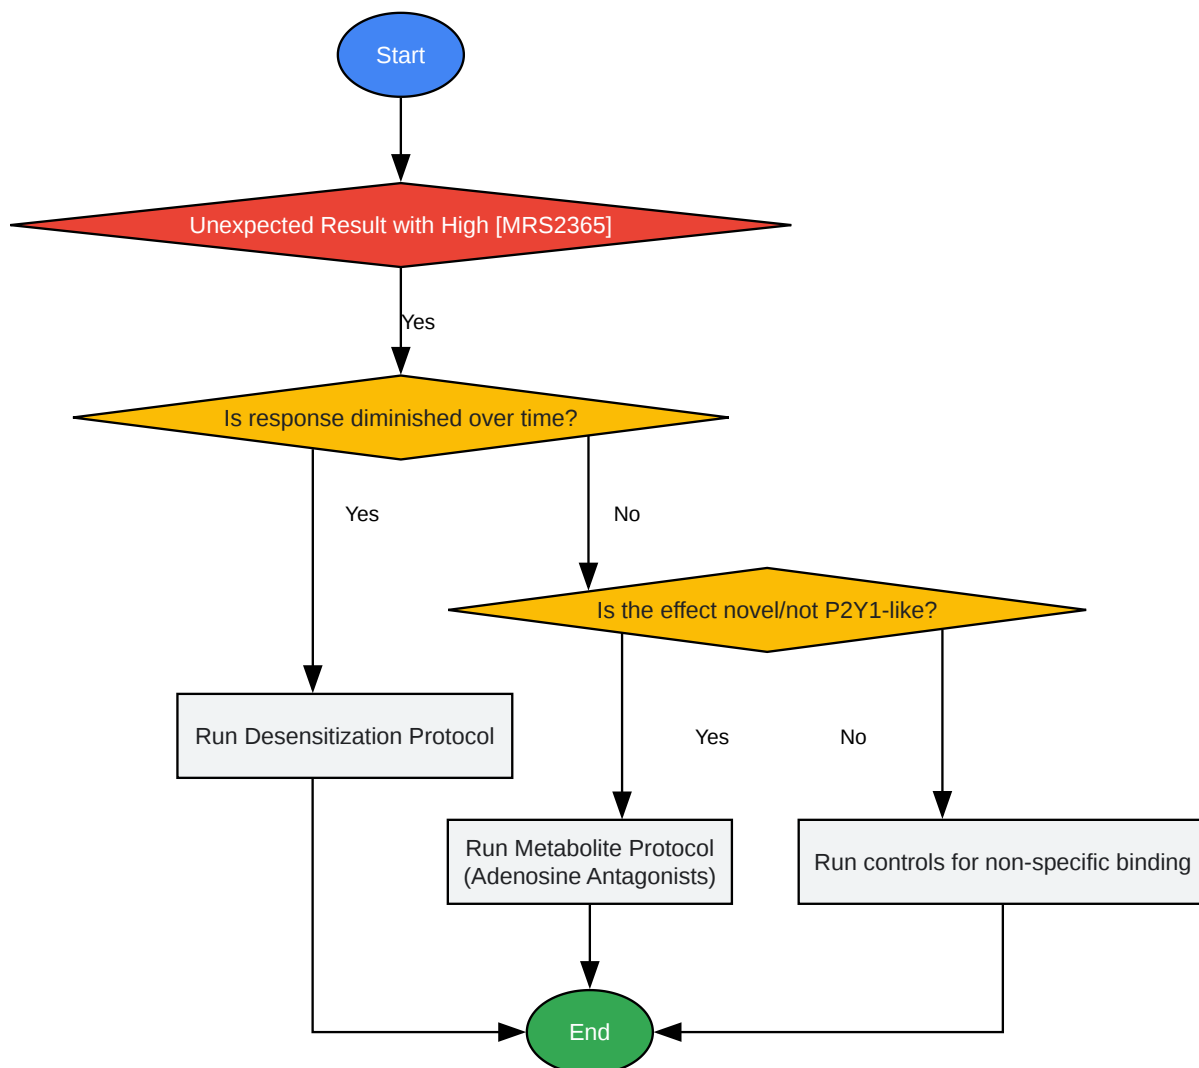 Start
Unexpected Result with High [MRS2365]
Yes
Is response diminished over time?
Yes
No
Is the effect novel/not P2Y1-like?
Run Desensitization Protocol
Yes
No
Run Metabolite Protocol
(Adenosine Antagonists)
Run controls for non-specific binding
End